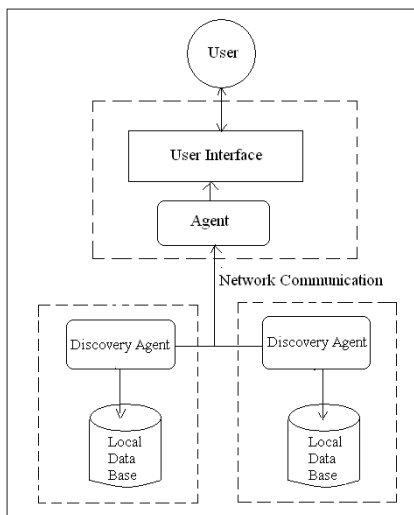 User
User Interface
Agent
Network Communication
Discovery Agent
Discovery Agent
Local
Data
Base
Local
Data
Base